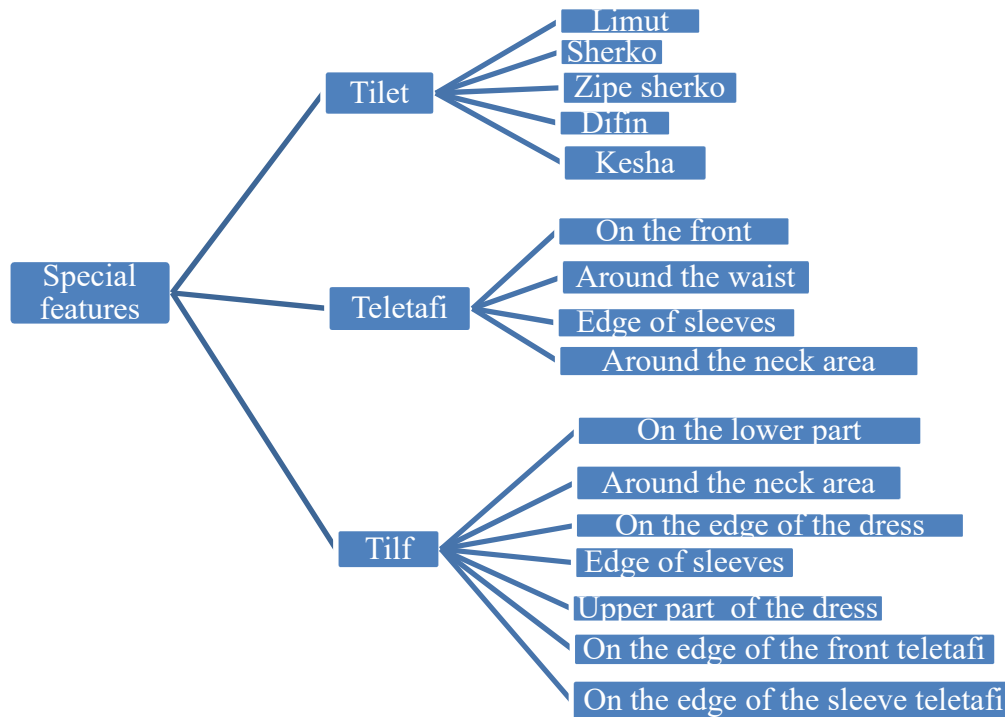 Special
features
Tilet
Limut
Sherko
Zipe sherko
Difin
Kesha
Teletafi
On the front
Around the waist
Edge of sleeves
Around the neck area
Tilf
On the lower part
Around the neck area
On the edge of the dress
Edge of sleeves
Upper part of the dress
On the edge of the front teletafi
On the edge of the sleeve teletafi